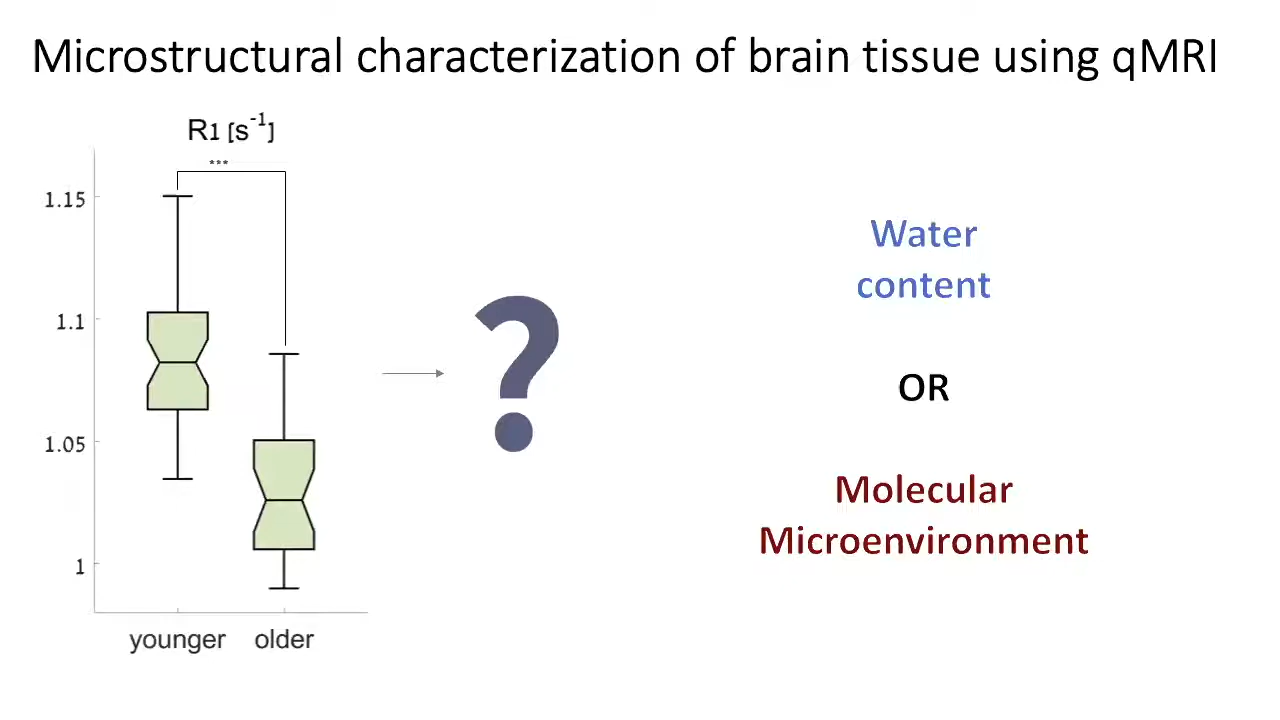 Microstructural characterization of brain tissue using qMRI
R1 [s⁻¹]
***
1.15
1.1
1.05
1
younger older
?
Water
content
OR
Molecular
Microenvironment